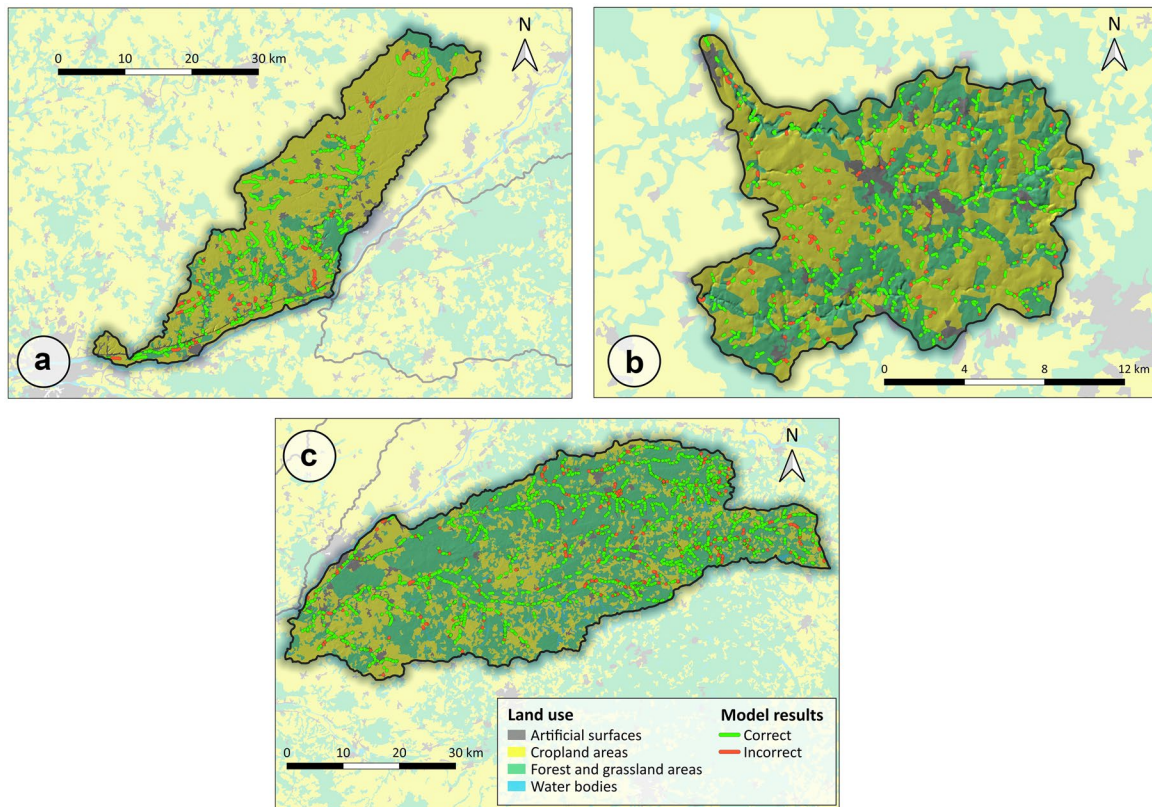 0 10 20 30 km
N
a
N
b
0 4 8 12 km
c
N
0 10 20 30 km
Land use
Artificial surfaces
Cropland areas
Forest and grassland areas
Water bodies
Model results
Correct
Incorrect